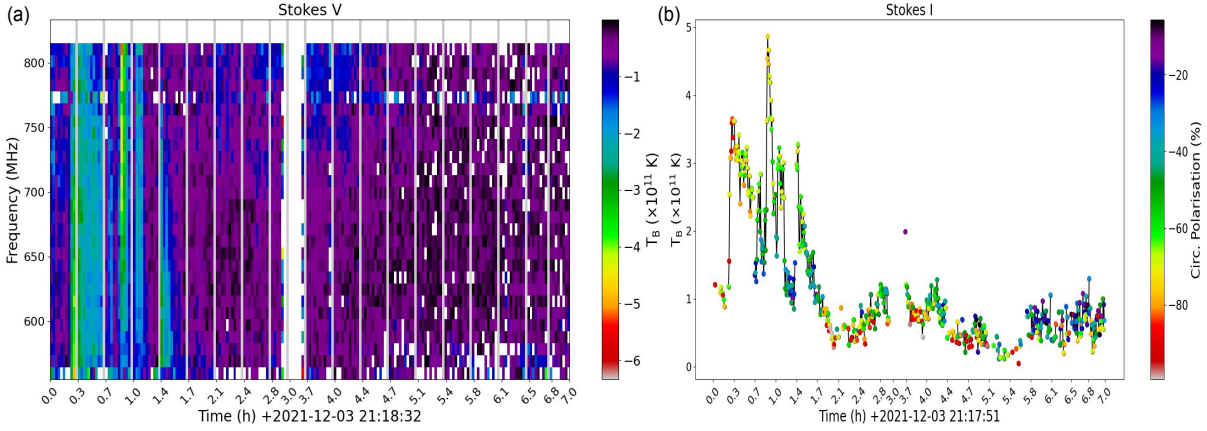 (a)
Stokes V
Frequency (MHz)
800
750
700
650
600
0.0 0.3 0.7 1.0 1.4 1.7 2.1 2.4 2.8 3.0 3.7 4.0 4.4 4.7 5.1 5.4 5.8 6.1 6.5 6.8 7.0
Time (h) +2021-12-03 21:18:32
−1
−2
−3
−4
−5
−6
T_B (×10^11 K)
(b)
Stokes I
T_B (×10^11 K)
5
4
3
2
1
0
0.0 0.3 0.7 1.0 1.4 1.7 2.1 2.4 2.8 3.0 3.7 4.0 4.4 4.7 5.1 5.4 5.8 6.1 6.5 6.8 7.0
Time (h) +2021-12-03 21:17:51
−20
−40
−60
−80
Circ. Polarisation (%)